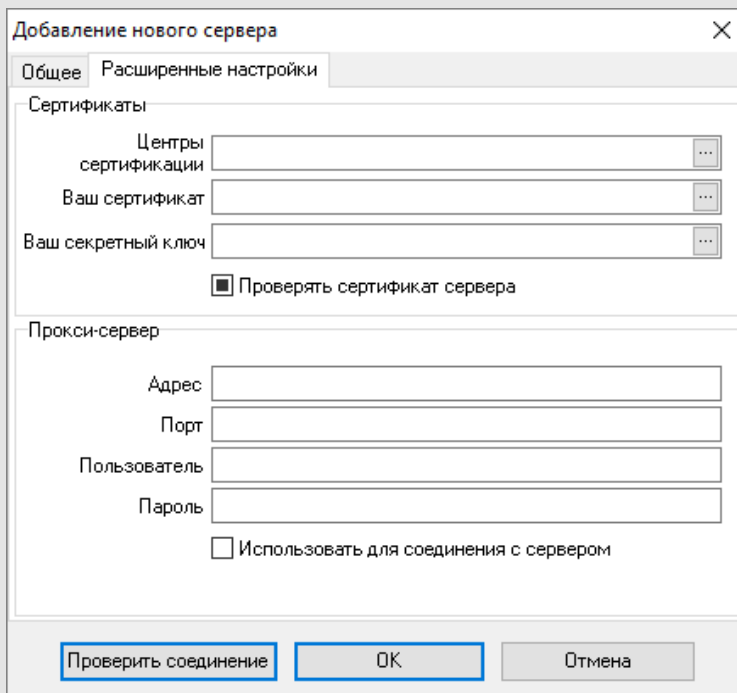 Добавление нового сервера
Общее
Расширенные настройки
Сертификаты
Центры
сертификации
...
Ваш сертификат
...
Ваш секретный ключ
...
Проверять сертификат сервера
Прокси-сервер
Адрес
Порт
Пользователь
Пароль
Использовать для соединения с сервером
Проверить соединение
OK
Отмена